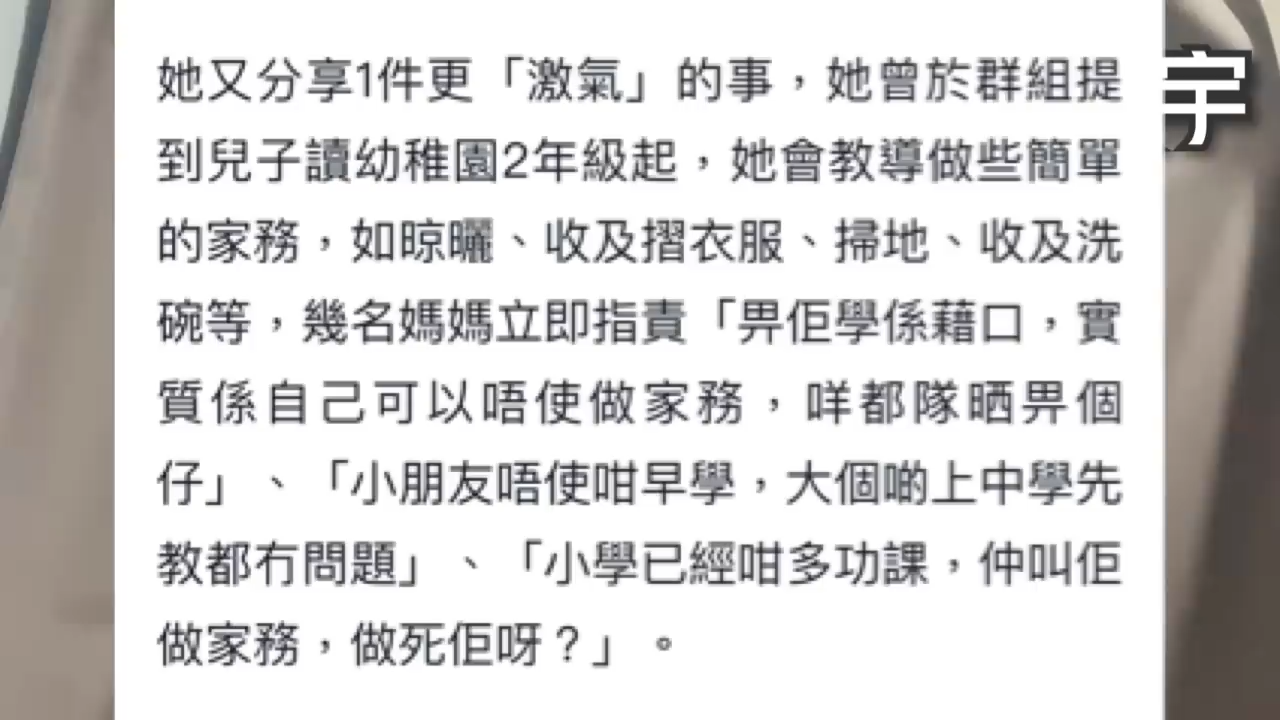 她又分享1件更「激氣」的事，她曾於群組提
到兒子讀幼稚園2年級起，她會教導做些簡單
的家務，如晾曬、收及摺衣服、掃地、收及洗
碗等，幾名媽媽立即指責「畀佢學係藉口，實
質係自己可以唔使做家務，咩都隊晒畀個
仔」、「小朋友唔使咁早學，大個啲上中學先
教都冇問題」、「小學已經咁多功課，仲叫佢
做家務，做死佢呀？」。
宇